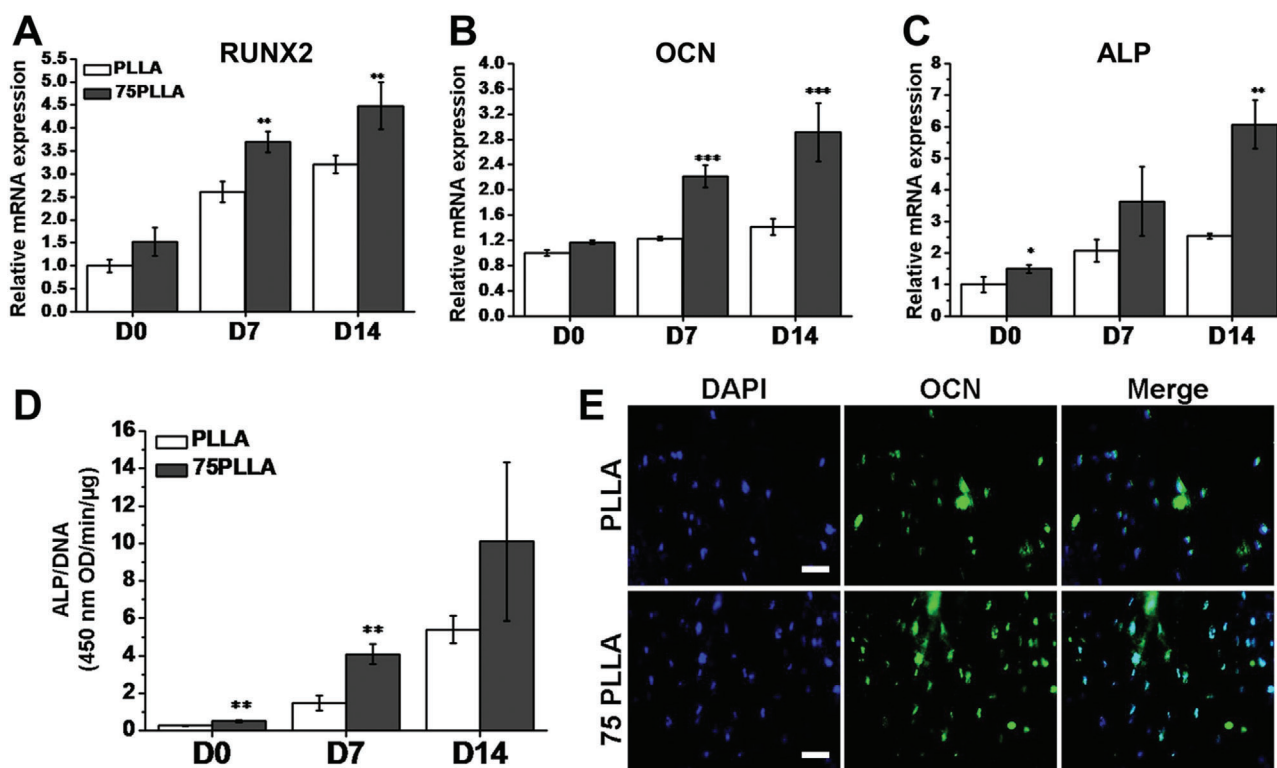 A
RUNX2
Relative mRNA expression
5.5
5.0
4.5
4.0
3.5
3.0
2.5
2.0
1.5
1.0
0.5
0.0
PLLA
75PLLA
**
**
D0 D7 D14
B
OCN
Relative mRNA expression
4.0
3.6
3.2
2.8
2.4
2.0
1.6
1.2
0.8
0.4
0.0
***
***
D0 D7 D14
C
ALP
Relative mRNA expression
8
7
6
5
4
3
2
1
0
*
**
D0 D7 D14
D
ALP/DNA
(450 nm OD/min/µg)
16
14
12
10
8
6
4
2
0
PLLA
75PLLA
**
**
D0 D7 D14
E
DAPI OCN Merge
PLLA
75 PLLA